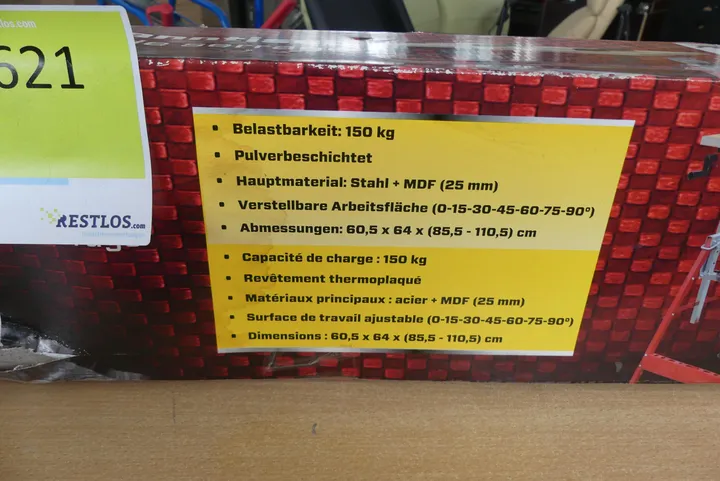 los.com
621
RESTLOS.com
• Belastbarkeit: 150 kg
• Pulverbeschichtet
• Hauptmaterial: Stahl + MDF (25 mm)
• Verstellbare Arbeitsfläche (0-15-30-45-60-75-90°)
• Abmessungen: 60,5 x 64 x (85,5 - 110,5) cm
• Capacité de charge : 150 kg
• Revêtement thermoplaqué
• Matériaux principaux : acier + MDF (25 mm)
• Surface de travail ajustable (0-15-30-45-60-75-90°)
• Dimensions : 60,5 x 64 x (85,5 - 110,5) cm